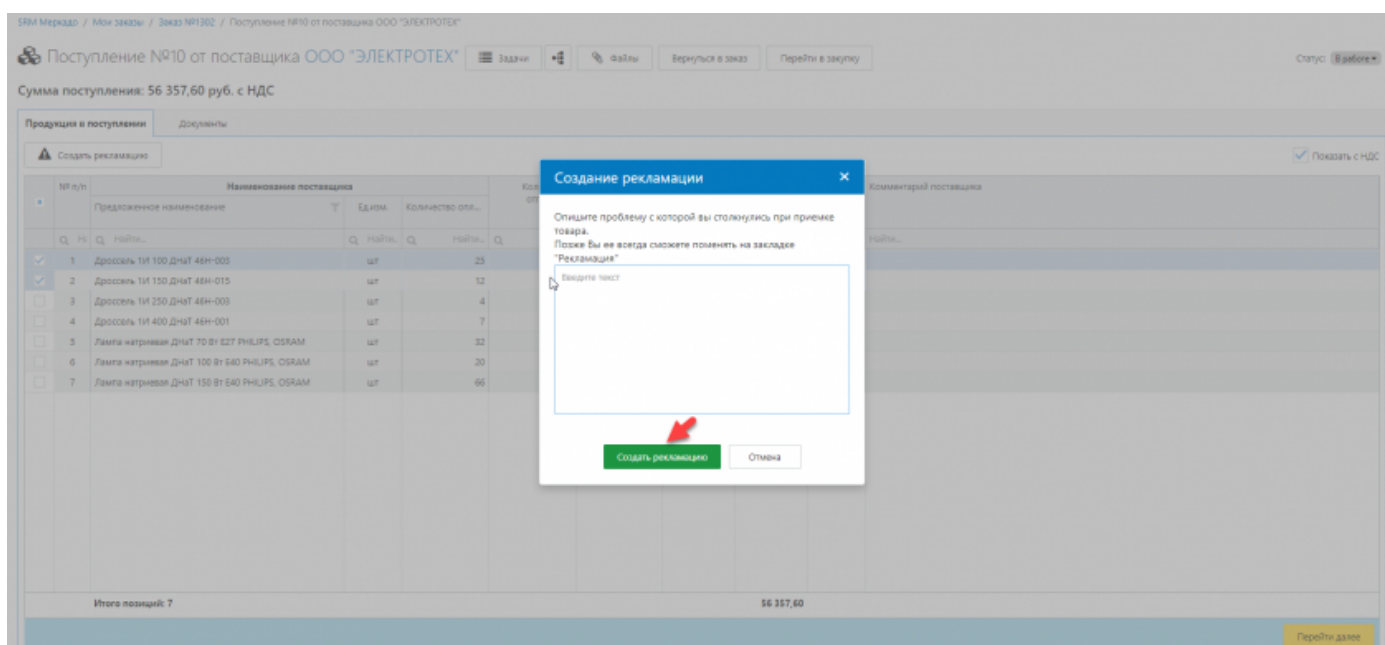 SRM Меркадо / Мои заказы / Заказ №1302 / Поступление №10 от поставщика ООО "ЭЛЕКТРОТЕХ"
Поступление №10 от поставщика ООО "ЭЛЕКТРОТЕХ" Задачи Файлы Вернуться в заказ Перейти в закупку Статус: В работе
Сумма поступления: 56 357,60 руб. с НДС
Продукция в поступлении Документы
Создать рекламацию Показать с НДС
№ п/п Наименование поставщика Кол Комментарий поставщика
Предложенное наименование Ед.изм. Количество опл... от
Найти... Найти. Найти... Найти...
1 Дроссель 1И 100 ДНаТ 46Н-005 шт 25
2 Дроссель 1И 150 ДНаТ 46Н-015 шт 12
3 Дроссель 1И 250 ДНаТ 46Н-003 шт 4
4 Дроссель 1И 400 ДНаТ 46Н-001 шт 7
5 Лампа натриевая ДНаТ 70 Вт Е27 PHILIPS, OSRAM шт 32
6 Лампа натриевая ДНаТ 100 Вт Е40 PHILIPS, OSRAM шт 20
7 Лампа натриевая ДНаТ 150 Вт Е40 PHILIPS, OSRAM шт 66
Создание рекламации
Опишите проблему с которой вы столкнулись при приемке
товара.
Позже Вы ее всегда сможете поменять на закладке
"Рекламация"
Введите текст
Создать рекламацию Отмена
Итого позиций: 7 56 357,60
Перейти далее